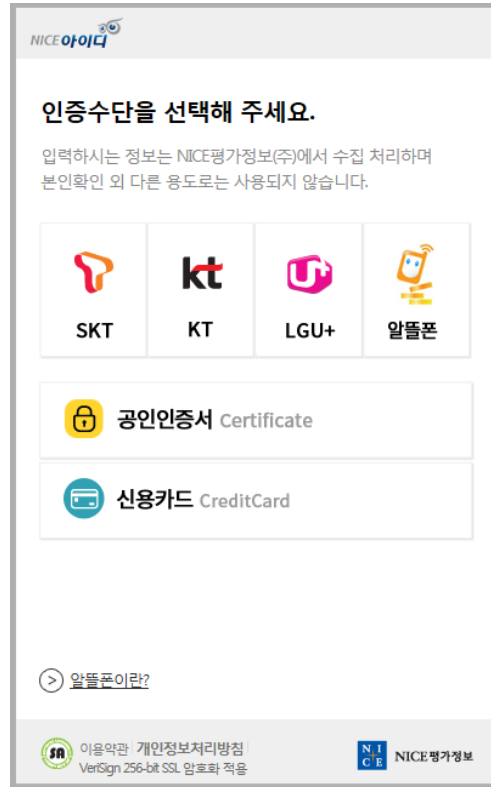 NICE아이디
인증수단을 선택해 주세요.
입력하시는 정보는 NICE평가정보(주)에서 수집 처리하며
본인확인 외 다른 용도로는 사용되지 않습니다.
kt
U+
SKT
KT
LGU+
알뜰폰
공인인증서 Certificate
신용카드 CreditCard
알뜰폰이란?
SA
이용약관 개인정보처리방침
VeriSign 256-bit SSL 암호화 적용
NICE
NICE평가정보